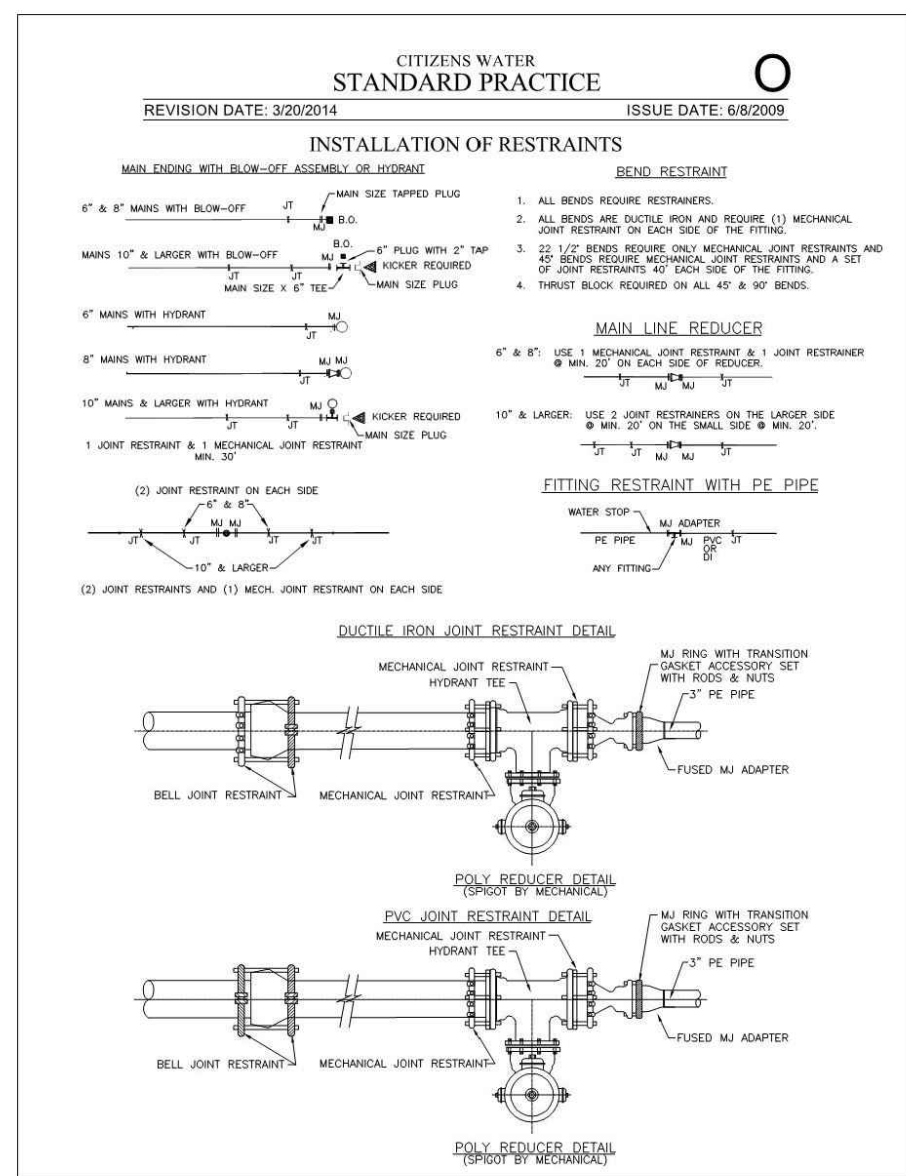 CITIZENS WATER
STANDARD PRACTICE
O
REVISION DATE: 3/20/2014
ISSUE DATE: 6/8/2009
INSTALLATION OF RESTRAINTS
MAIN ENDING WITH BLOW-OFF ASSEMBLY OR HYDRANT
MAIN SIZE TAPPED PLUG
6" & 8" MAINS WITH BLOW-OFF
JT
B.O.
MJ
B.O.
6" PLUG WITH 2" TAP
MAINS 10" & LARGER WITH BLOW-OFF
MJ
KICKER REQUIRED
JT
JT
MAIN SIZE PLUG
MAIN SIZE X 6" TEE
6" MAINS WITH HYDRANT
MJ
JT
8" MAINS WITH HYDRANT
MJ MJ
JT
10" MAINS & LARGER WITH HYDRANT
MJ
KICKER REQUIRED
JT
JT
MAIN SIZE PLUG
1 JOINT RESTRAINT & 1 MECHANICAL JOINT RESTRAINT
MIN. 30'
(2) JOINT RESTRAINT ON EACH SIDE
6" & 8"
MJ MJ
JT
JT
JT
JT
10" & LARGER
(2) JOINT RESTRAINTS AND (1) MECH. JOINT RESTRAINT ON EACH SIDE
BEND RESTRAINT
1. ALL BENDS REQUIRE RESTRAINERS.
2. ALL BENDS ARE DUCTILE IRON AND REQUIRE (1) MECHANICAL
JOINT RESTRAINT ON EACH SIDE OF THE FITTING.
3. 22 1/2° BENDS REQUIRE ONLY MECHANICAL JOINT RESTRAINTS AND
45° BENDS REQUIRE MECHANICAL JOINT RESTRAINTS AND A SET
OF JOINT RESTRAINTS 40' EACH SIDE OF THE FITTING.
4. THRUST BLOCK REQUIRED ON ALL 45° & 90° BENDS.
MAIN LINE REDUCER
6" & 8": USE 1 MECHANICAL JOINT RESTRAINT & 1 JOINT RESTRAINER
@ MIN. 20' ON EACH SIDE OF REDUCER.
JT
MJ
MJ
JT
10" & LARGER: USE 2 JOINT RESTRAINERS ON THE LARGER SIDE
@ MIN. 20' ON THE SMALL SIDE @ MIN. 20'.
JT
JT
MJ
MJ
JT
FITTING RESTRAINT WITH PE PIPE
WATER STOP
MJ ADAPTER
PE PIPE
MJ
PVC
OR
DI
JT
ANY FITTING
DUCTILE IRON JOINT RESTRAINT DETAIL
MECHANICAL JOINT RESTRAINT
HYDRANT TEE
MJ RING WITH TRANSITION
GASKET ACCESSORY SET
WITH RODS & NUTS
3" PE PIPE
FUSED MJ ADAPTER
BELL JOINT RESTRAINT
MECHANICAL JOINT RESTRAINT
POLY REDUCER DETAIL
(SPIGOT BY MECHANICAL)
PVC JOINT RESTRAINT DETAIL
MECHANICAL JOINT RESTRAINT
HYDRANT TEE
MJ RING WITH TRANSITION
GASKET ACCESSORY SET
WITH RODS & NUTS
3" PE PIPE
FUSED MJ ADAPTER
BELL JOINT RESTRAINT
MECHANICAL JOINT RESTRAINT
POLY REDUCER DETAIL
(SPIGOT BY MECHANICAL)